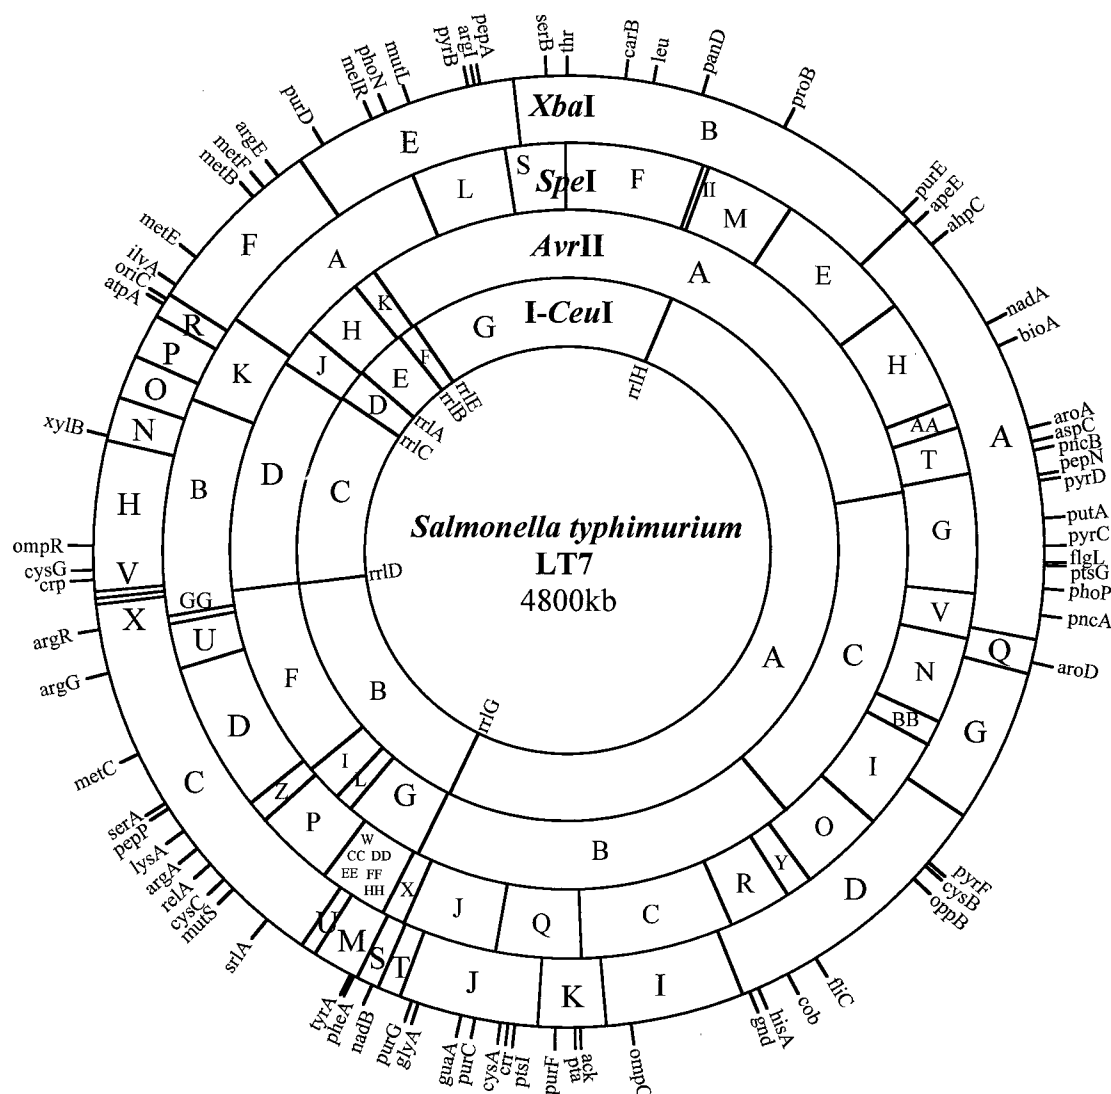 XbaI
SpeI
AvrII
I-CeuI
Salmonella typhimurium
LT7
4800kb
thr
carB
leu
panD
proB
purE
apeE
ahpC
nadA
bioA
aroA
aspC
pncB
pepN
pyrD
putA
pyrC
flgL
ptsG
phoP
pncA
aroD
pyrF
cysB
oppB
fliC
cob
hisA
gnd
ompC
ack
pta
purF
ptsI
crr
cysA
purC
guaA
glyA
purG
nadB
pheA
tyrA
srlA
mutS
cysC
relA
argA
lysA
pepP
serA
metC
argG
argR
crp
cysG
ompR
xylB
atpA
oriC
ilvA
metE
metB
metF
argE
purD
melR
phoN
mutL
pyrB
argI
pepA
serB
B
A
Q
G
D
I
K
J
T
S
M
U
C
X
V
H
N
O
P
R
F
E
F
II
M
E
H
AA
T
G
V
N
BB
I
O
Y
R
C
Q
J
X
W
CC DD
EE FF
HH
P
Z
D
U
GG
B
K
A
L
S
A
C
B
G
L
I
F
D
J
H
K
G
A
B
C
D
E
F
rrlH
rrlG
rrlD
rrlC
rrlA
rrlB
rrlE